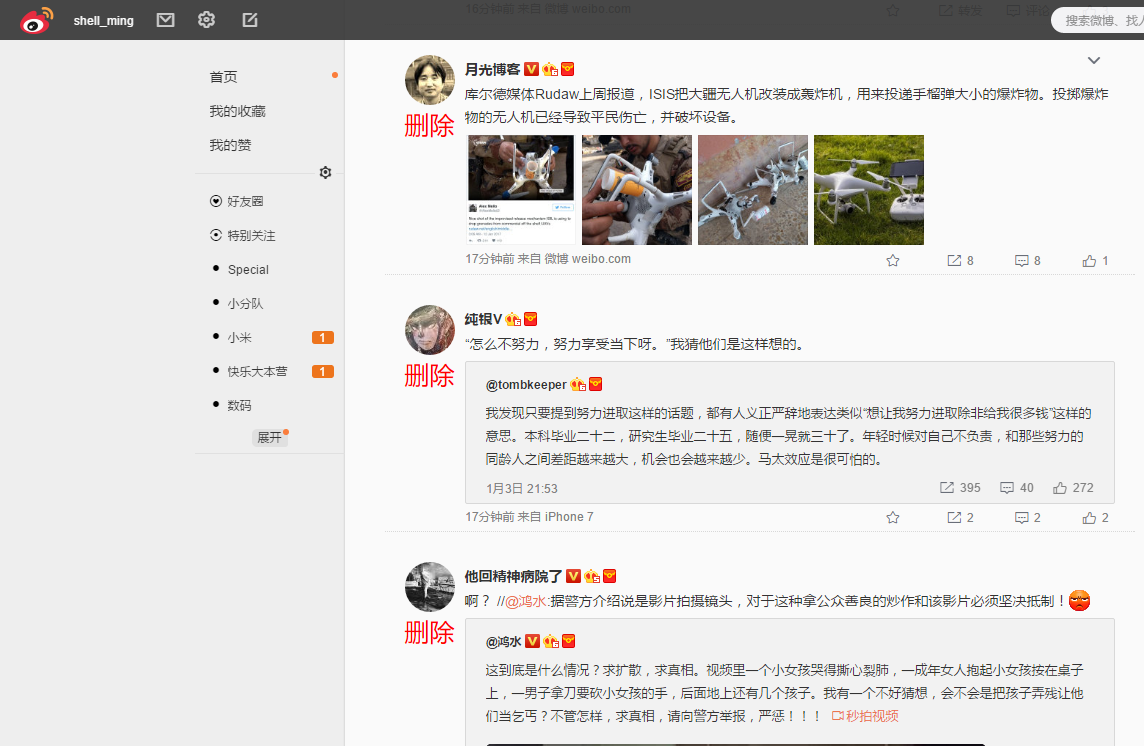 shell_ming
16分钟前 来自 微博 weibo.com
转发
评论
搜索微博、找人
首页
我的收藏
我的赞
好友圈
特别关注
Special
小分队
小米 1
快乐大本营 1
数码
展开
月光博客
删除
库尔德媒体Rudaw上周报道，ISIS把大疆无人机改装成轰炸机，用来投递手榴弹大小的爆炸物。投掷爆炸
物的无人机已经导致平民伤亡，并破坏设备。
17分钟前 来自 微博 weibo.com
8 8 1
纯银V
删除
“怎么不努力，努力享受当下呀。”我猜他们是这样想的。
@tombkeeper
我发现只要提到努力进取这样的话题，都有人义正严辞地表达类似“想让我努力进取除非给我很多钱”这样的
意思。本科毕业二十二，研究生毕业二十五，随便一晃就三十了。年轻时候对自己不负责，和那些努力的
同龄人之间差距越来越大，机会也会越来越少。马太效应是很可怕的。
1月3日 21:53 395 40 272
17分钟前 来自 iPhone 7 2 2 2
他回精神病院了
删除
啊？ //@鸿水:据警方介绍说是影片拍摄镜头，对于这种拿公众善良的炒作和该影片必须坚决抵制！
@鸿水
这到底是什么情况？求扩散，求真相。视频里一个小女孩哭得撕心裂肺，一成年女人抱起小女孩按在桌子
上，一男子拿刀要砍小女孩的手，后面地上还有几个孩子。我有一个不好猜想，会不会是把孩子弄残让他
们当乞丐？不管怎样，求真相，请向警方举报，严惩！！！ 秒拍视频